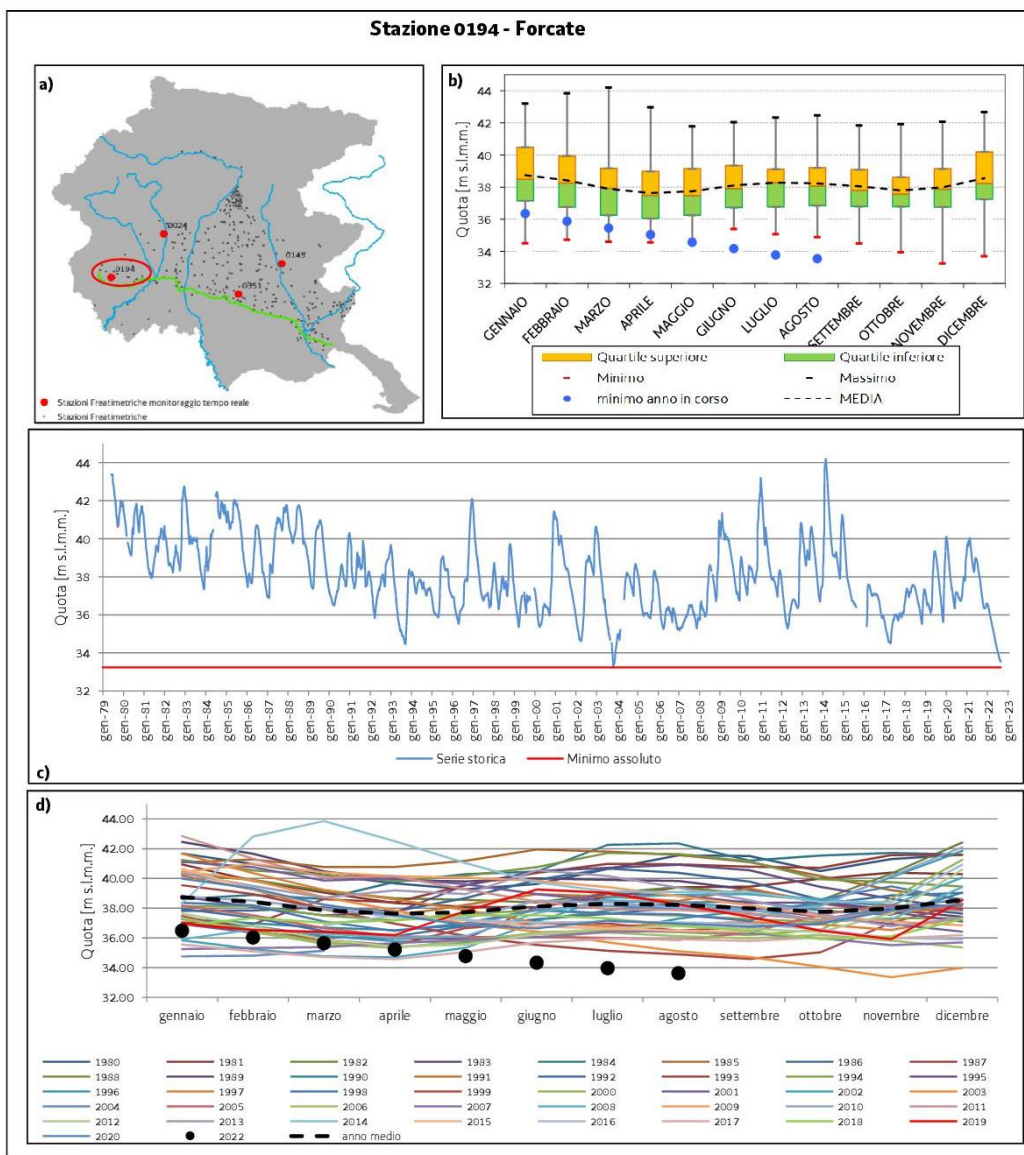 Stazione 0194 - Forcate
a)
0024
0194
0145
0351
Stazioni Freatimetriche monitoraggio tempo reale
Stazioni Freatimetriche
b)
Quota [m s.l.m.m.]
44
42
40
38
36
34
32
GENNAIO
FEBBRAIO
MARZO
APRILE
MAGGIO
GIUGNO
LUGLIO
AGOSTO
SETTEMBRE
OTTOBRE
NOVEMBRE
DICEMBRE
Quartile superiore Quartile inferiore
Minimo Massimo
minimo anno in corso MEDIA
Quota [m s.l.m.m.]
44
42
40
38
36
34
32
gen-79 gen-80 gen-81 gen-82 gen-83 gen-84 gen-85 gen-86 gen-87 gen-88 gen-89 gen-90 gen-91 gen-92 gen-93 gen-94 gen-95 gen-96 gen-97 gen-98 gen-99 gen-00 gen-01 gen-02 gen-03 gen-04 gen-05 gen-06 gen-07 gen-08 gen-09 gen-10 gen-11 gen-12 gen-13 gen-14 gen-15 gen-16 gen-17 gen-18 gen-19 gen-20 gen-21 gen-22 gen-23
Serie storica Minimo assoluto
c)
d)
Quota [m s.l.m.m.]
44.00
42.00
40.00
38.00
36.00
34.00
32.00
gennaio febbraio marzo aprile maggio giugno luglio agosto settembre ottobre novembre dicembre
1980 1981 1982 1983 1984 1985 1986 1987
1988 1989 1990 1991 1992 1993 1994 1995
1996 1997 1998 1999 2000 2001 2002 2003
2004 2005 2006 2007 2008 2009 2010 2011
2012 2013 2014 2015 2016 2017 2018 2019
2020 2022 anno medio